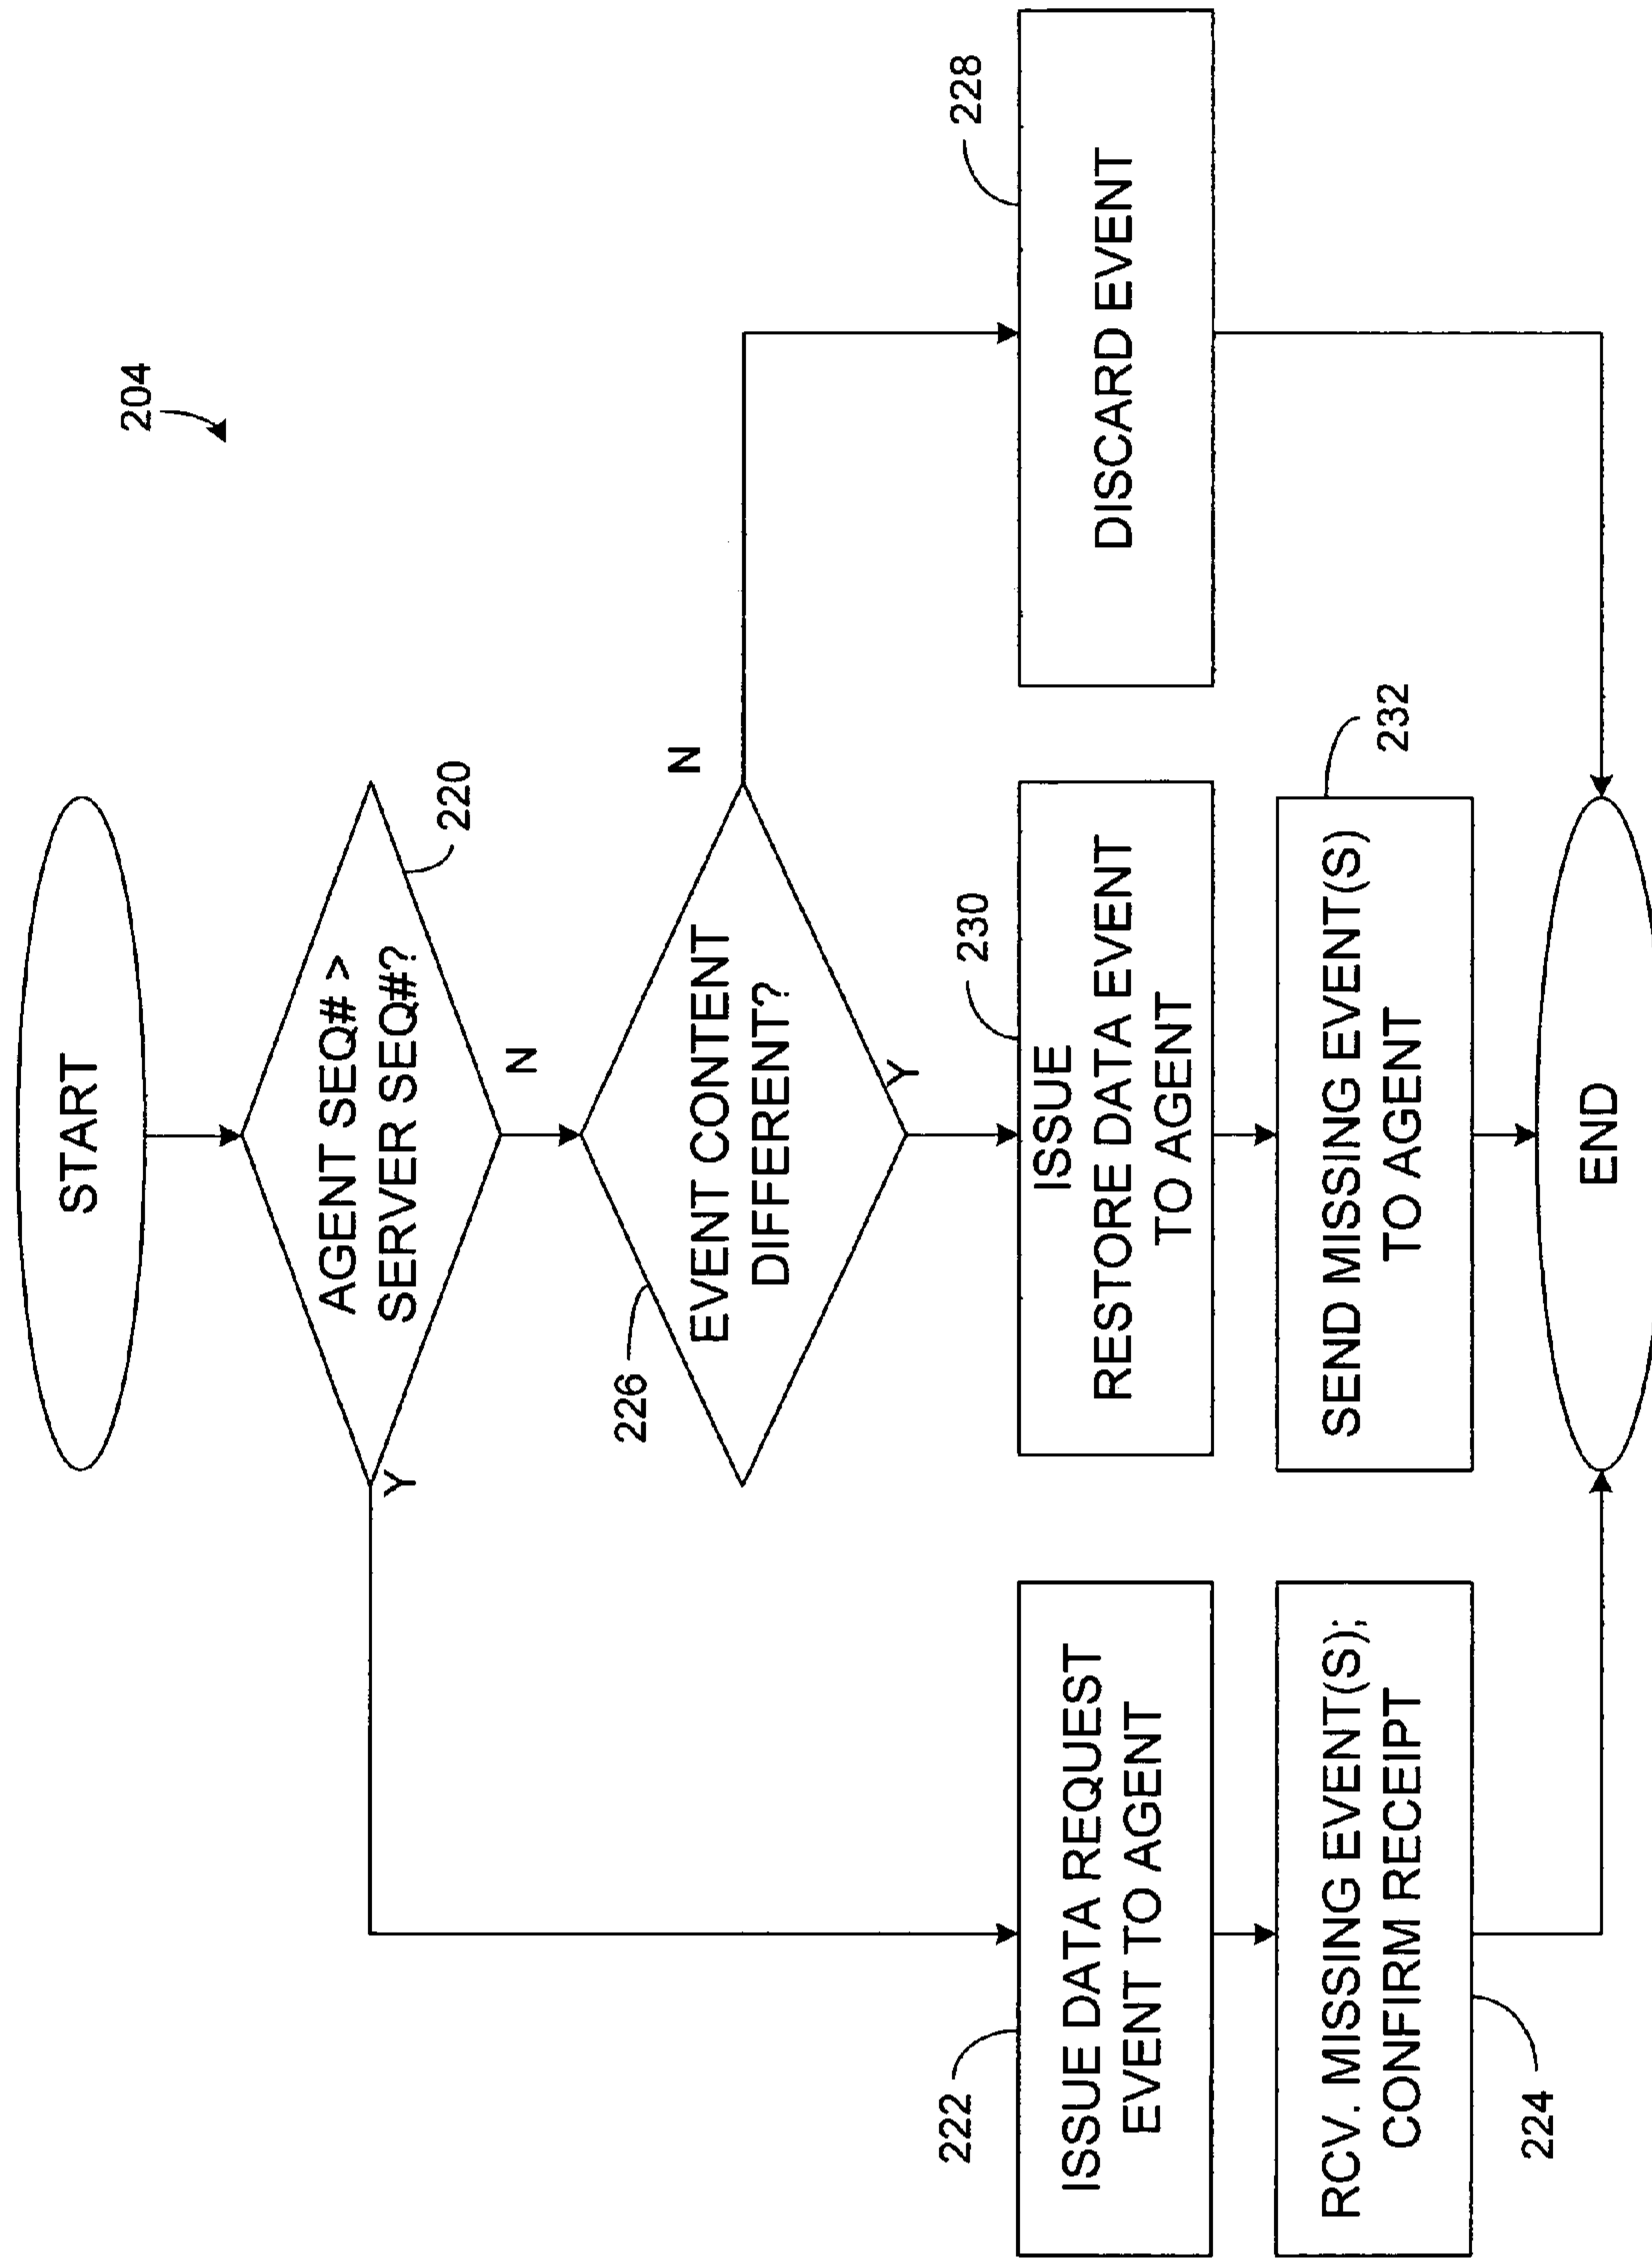 204
START
AGENT SEQ# >
SERVER SEQ#?
220
Y
N
226
EVENT CONTENT
DIFFERENT?
N
Y
222
ISSUE DATA REQUEST
EVENT TO AGENT
230
ISSUE
RESTORE DATA EVENT
TO AGENT
228
DISCARD EVENT
RCV. MISSING EVENT(S);
CONFIRM RECEIPT
224
SEND MISSING EVENT(S)
TO AGENT
232
END